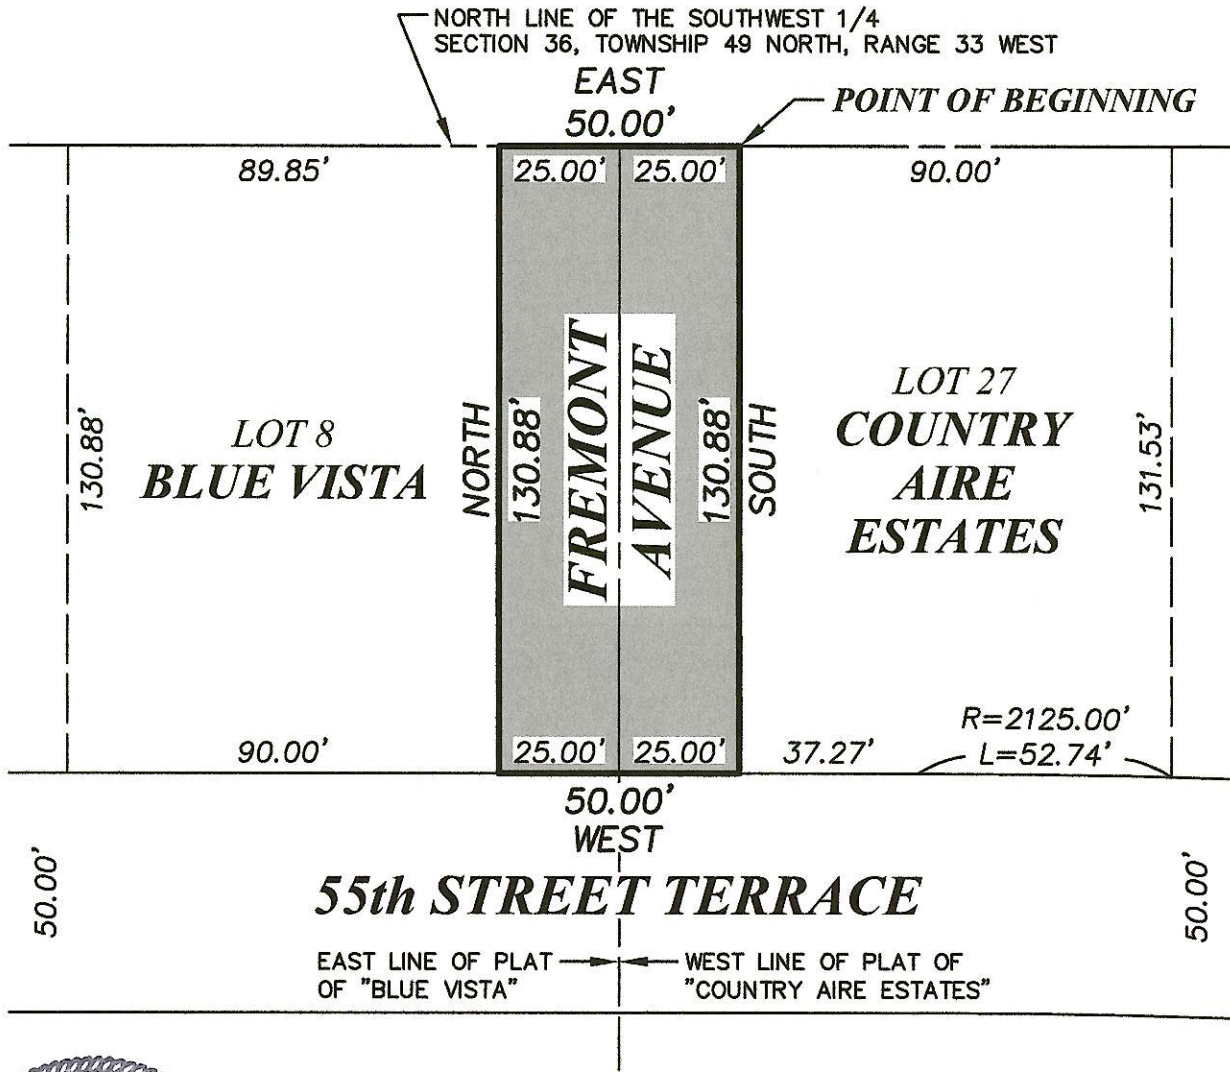 NORTH LINE OF THE SOUTHWEST 1/4
SECTION 36, TOWNSHIP 49 NORTH, RANGE 33 WEST
EAST
50.00'
POINT OF BEGINNING
89.85'
25.00'
25.00'
90.00'
130.88'
LOT 8
BLUE VISTA
NORTH
130.88'
FREMONT
AVENUE
130.88'
SOUTH
LOT 27
COUNTRY
AIRE
ESTATES
131.53'
R=2125.00'
L=52.74'
90.00'
25.00'
25.00'
37.27'
50.00'
WEST
50.00'
55th STREET TERRACE
50.00'
EAST LINE OF PLAT
OF "BLUE VISTA"
WEST LINE OF PLAT OF
"COUNTRY AIRE ESTATES"